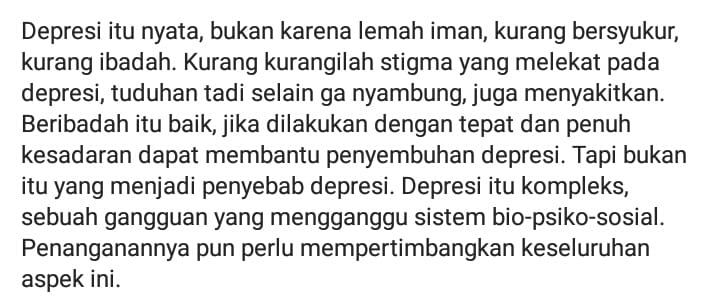 Depresi itu nyata, bukan karena lemah iman, kurang bersyukur,
kurang ibadah. Kurang kurangilah stigma yang melekat pada
depresi, tuduhan tadi selain ga nyambung, juga menyakitkan.
Beribadah itu baik, jika dilakukan dengan tepat dan penuh
kesadaran dapat membantu penyembuhan depresi. Tapi bukan
itu yang menjadi penyebab depresi. Depresi itu kompleks,
sebuah gangguan yang mengganggu sistem bio-psiko-sosial.
Penanganannya pun perlu mempertimbangkan keseluruhan
aspek ini.